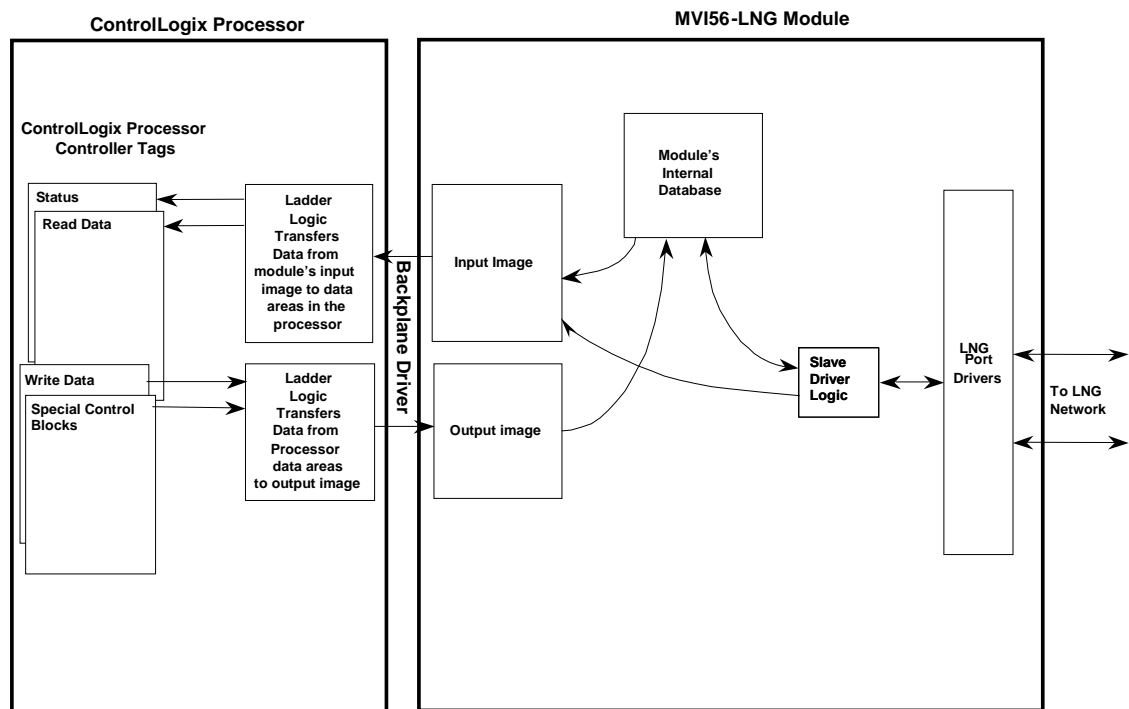 ControlLogix Processor
MVI56-LNG Module
ControlLogix Processor
Controller Tags
Status
Read Data
Write Data
Special Control
Blocks
Ladder
Logic
Transfers
Data from
module's input
image to data
areas in the
processor
Ladder
Logic
Transfers
Data from
Processor
data areas
to output image
Backplane Driver
Input Image
Output image
Module's
Internal
Database
Slave
Driver
Logic
LNG
Port
Drivers
To LNG
Network